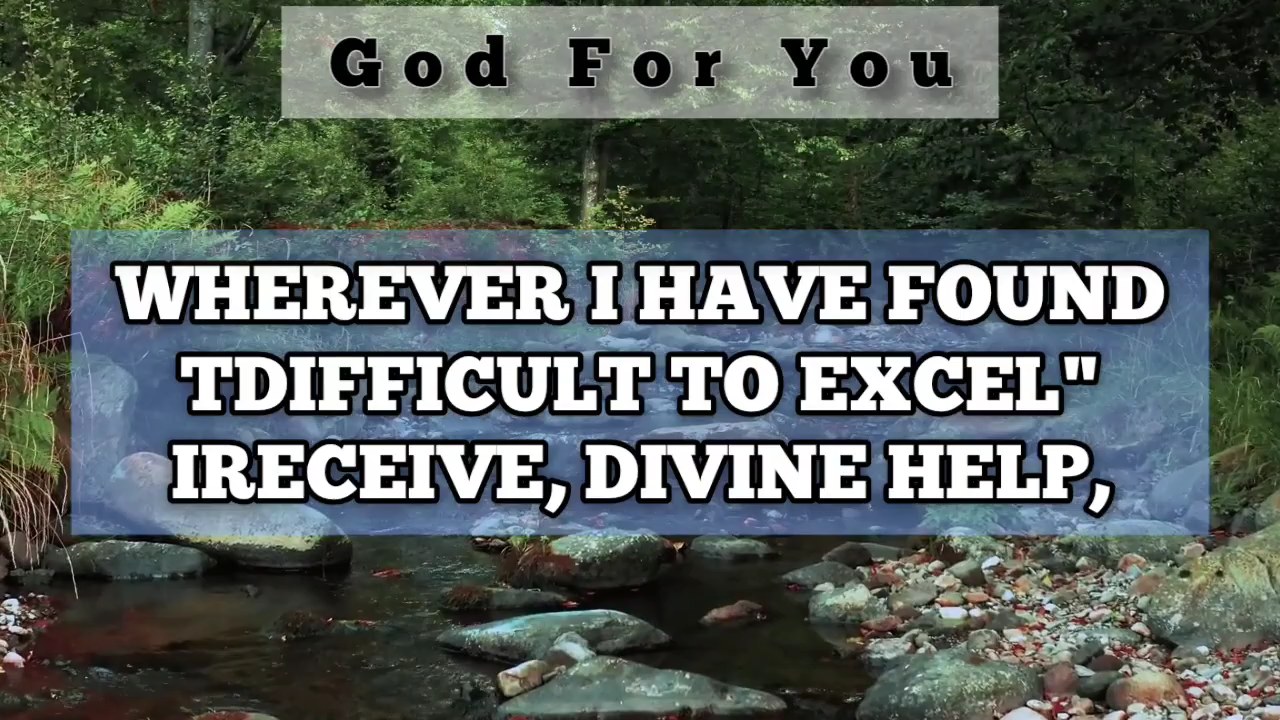 God For You
WHEREVER I HAVE FOUND
TDIFFICULT TO EXCEL"
IRECEIVE, DIVINE HELP,